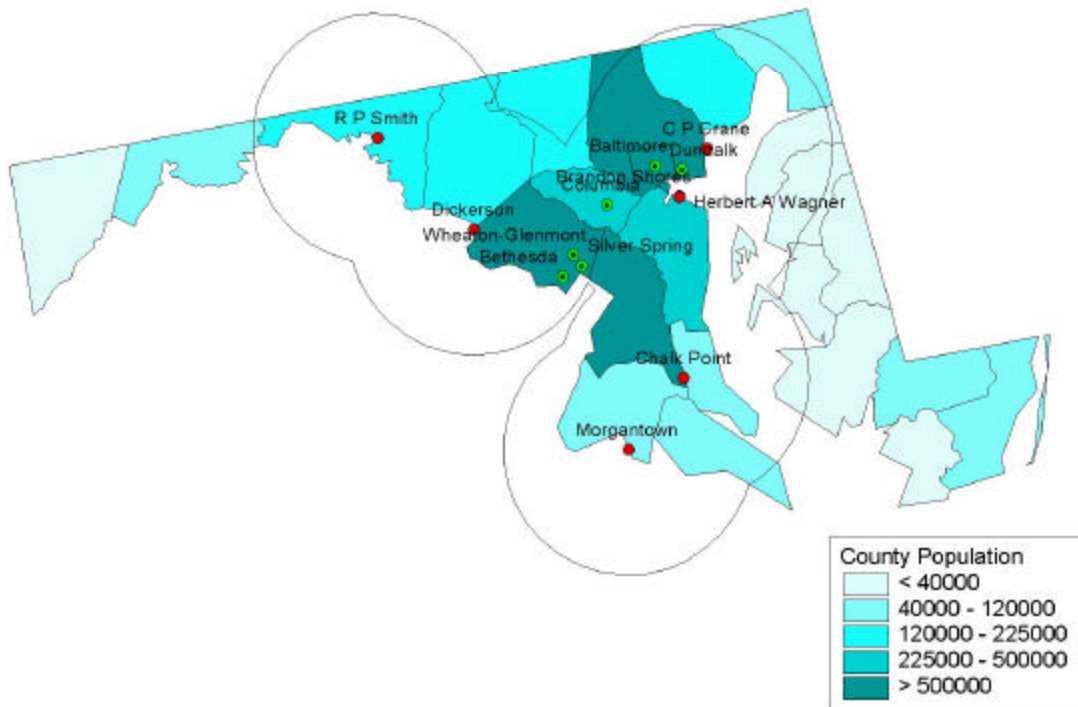 R P Smith
C P Crane
Baltimore
Dundalk
Brandon Shores
Columbia
Herbert A Wagner
Dickerson
Wheaton-Glenmont
Silver Spring
Bethesda
Chalk Point
Morgantown
County Population
< 40000
40000 - 120000
120000 - 225000
225000 - 500000
> 500000